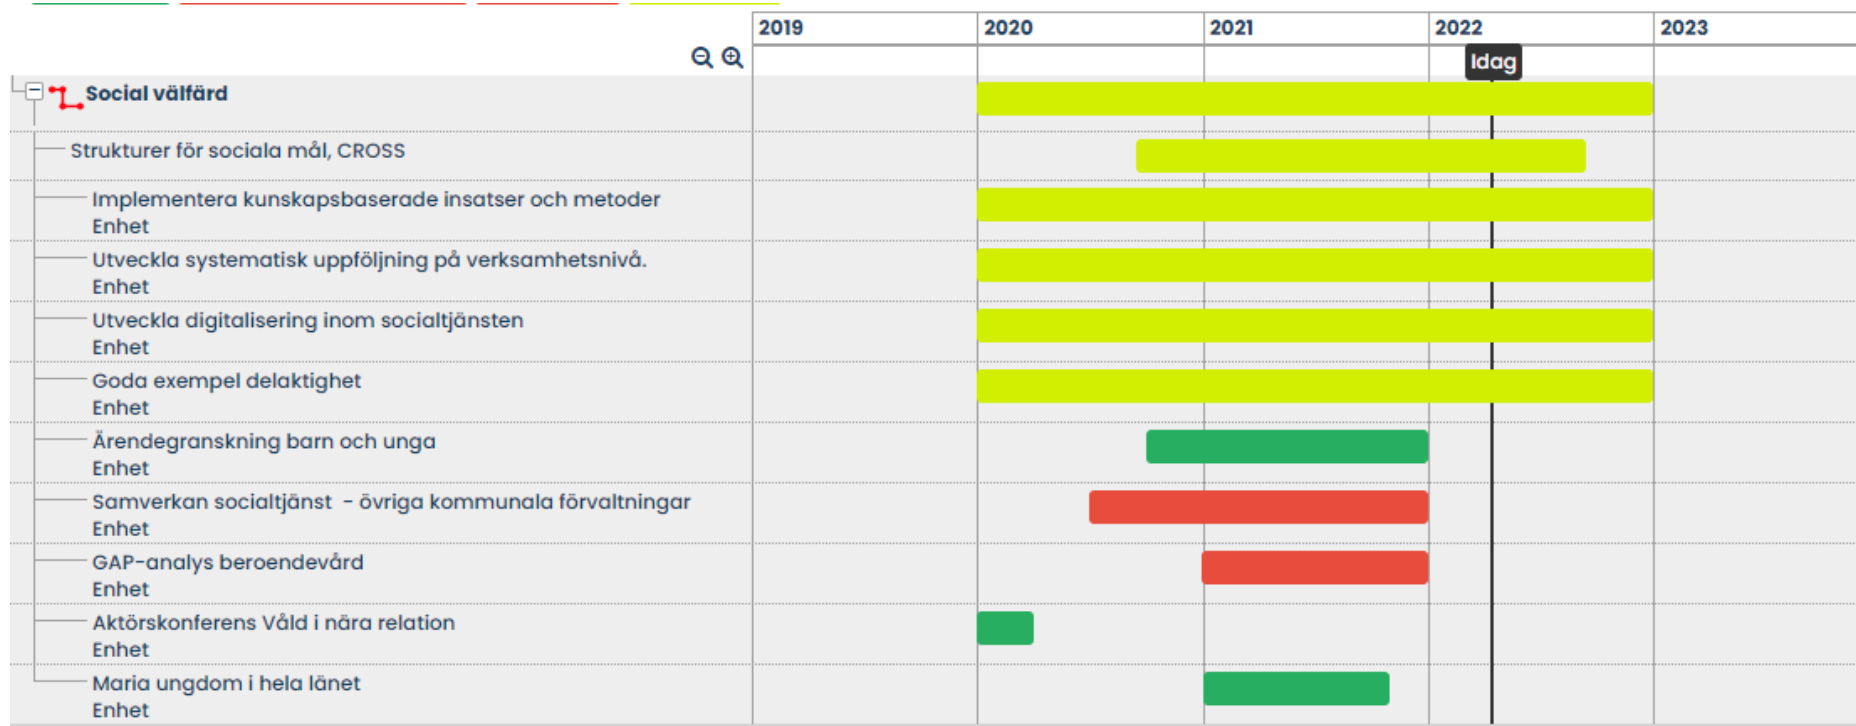 2019 2020 2021 2022 2023
Idag
Social välfärd
Strukturer för sociala mål, CROSS
Implementera kunskapsbaserade insatser och metoder
Enhet
Utveckla systematisk uppföljning på verksamhetsnivå.
Enhet
Utveckla digitalisering inom socialtjänsten
Enhet
Goda exempel delaktighet
Enhet
Ärendegranskning barn och unga
Enhet
Samverkan socialtjänst - övriga kommunala förvaltningar
Enhet
GAP-analys beroendevård
Enhet
Aktörskonferens Våld i nära relation
Enhet
Maria ungdom i hela länet
Enhet